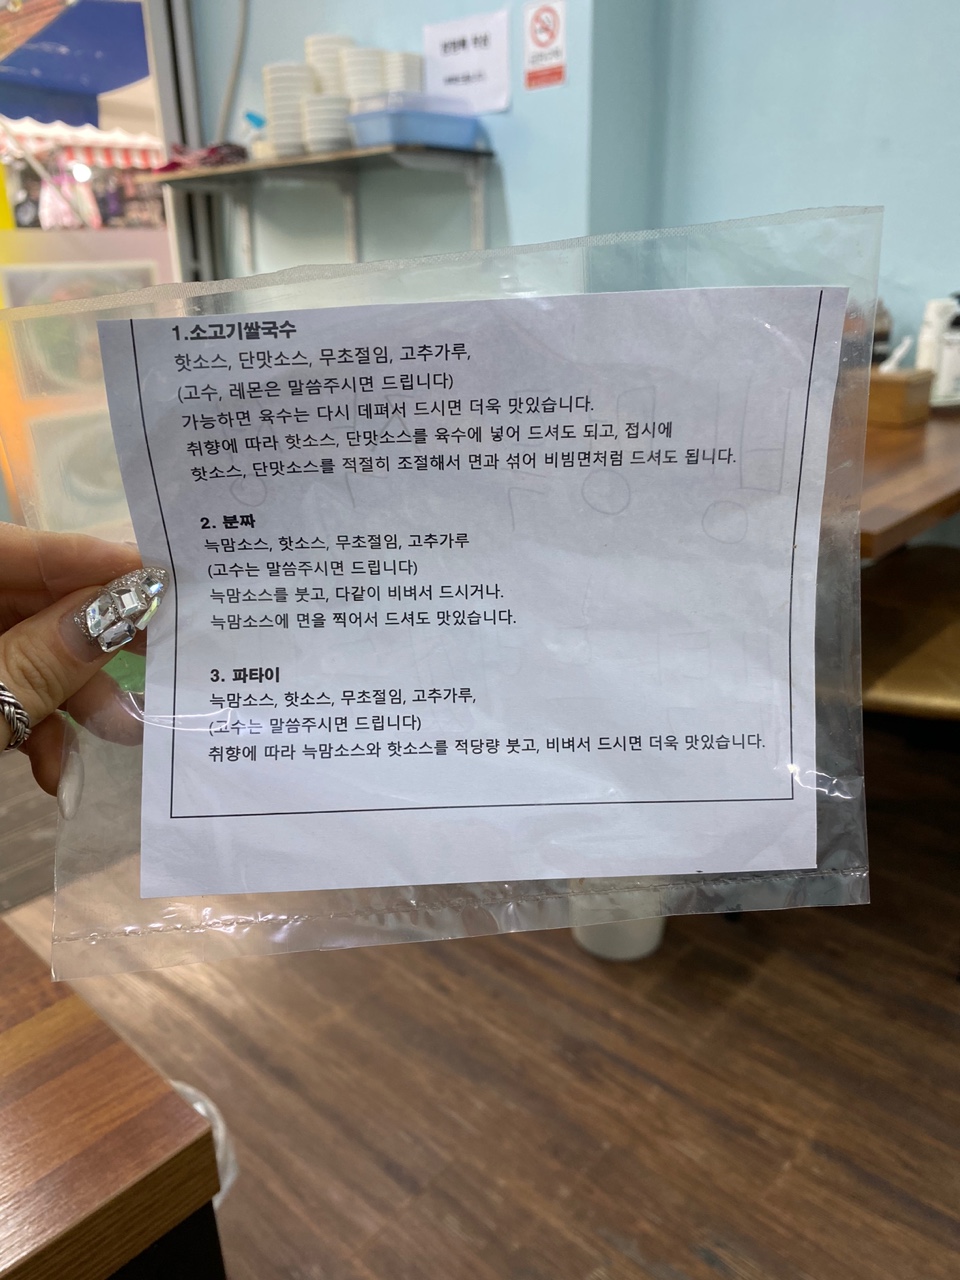 1.소고기쌀국수
핫소스, 단맛소스, 무초절임, 고추가루,
(고수, 레몬은 말씀주시면 드립니다)
가능하면 육수는 다시 데펴서 드시면 더욱 맛있습니다.
취향에 따라 핫소스, 단맛소스를 육수에 넣어 드셔도 되고, 접시에
핫소스, 단맛소스를 적절히 조절해서 면과 섞어 비빔면처럼 드셔도 됩니다.
2. 분짜
늑맘소스, 핫소스, 무초절임, 고추가루
(고수는 말씀주시면 드립니다)
늑맘소스를 붓고, 다같이 비벼서 드시거나.
늑맘소스에 면을 찍어서 드셔도 맛있습니다.
3. 파타이
늑맘소스, 핫소스, 무초절임, 고추가루,
(고수는 말씀주시면 드립니다)
취향에 따라 늑맘소스와 핫소스를 적당량 붓고, 비벼서 드시면 더욱 맛있습니다.